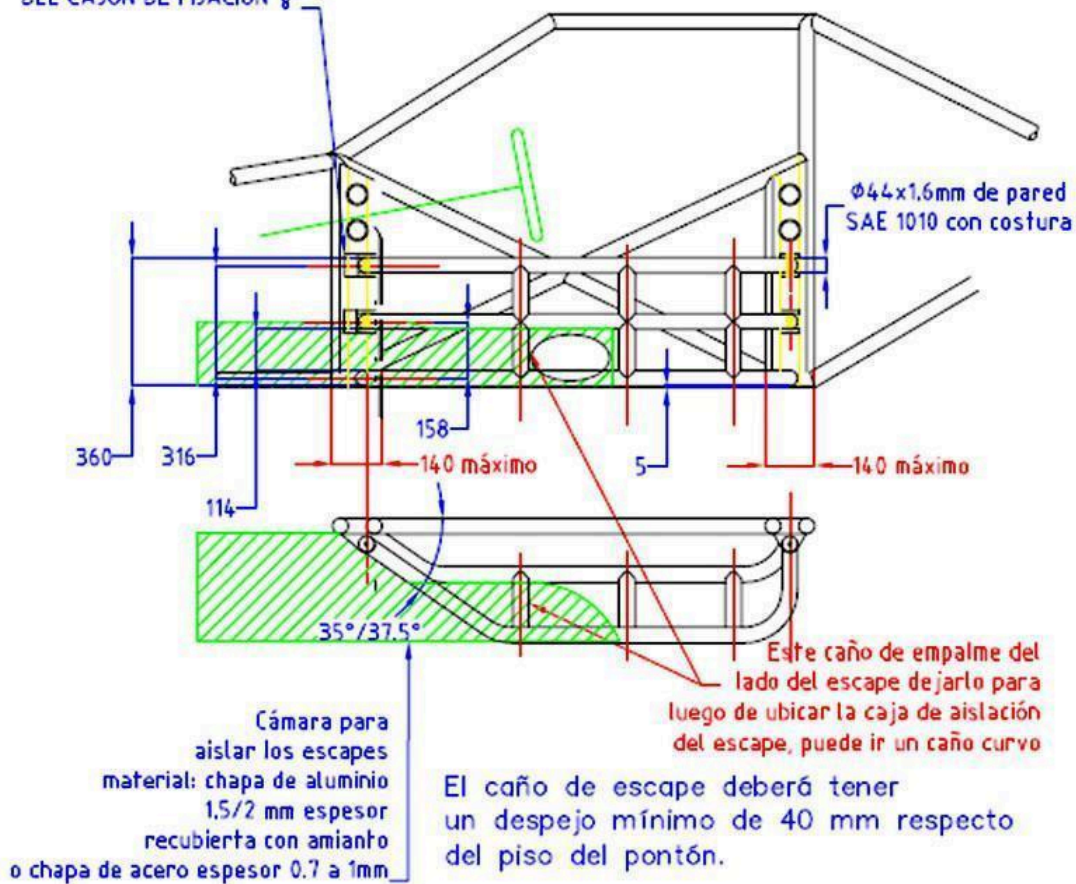 DEL CAJON DE FIJACION
Ø44x1.6mm de pared
SAE 1010 con costura
360
316
158
140 máximo
5
140 máximo
114
35°/37.5°
Este caño de empalme del
lado del escape dejarlo para
luego de ubicar la caja de aislación
del escape, puede ir un caño curvo
Cámara para
aislar los escapes
material: chapa de aluminio
1.5/2 mm espesor
recubierta con amianto
o chapa de acero espesor 0.7 a 1mm
El caño de escape deberá tener
un despejo mínimo de 40 mm respecto
del piso del pontón.